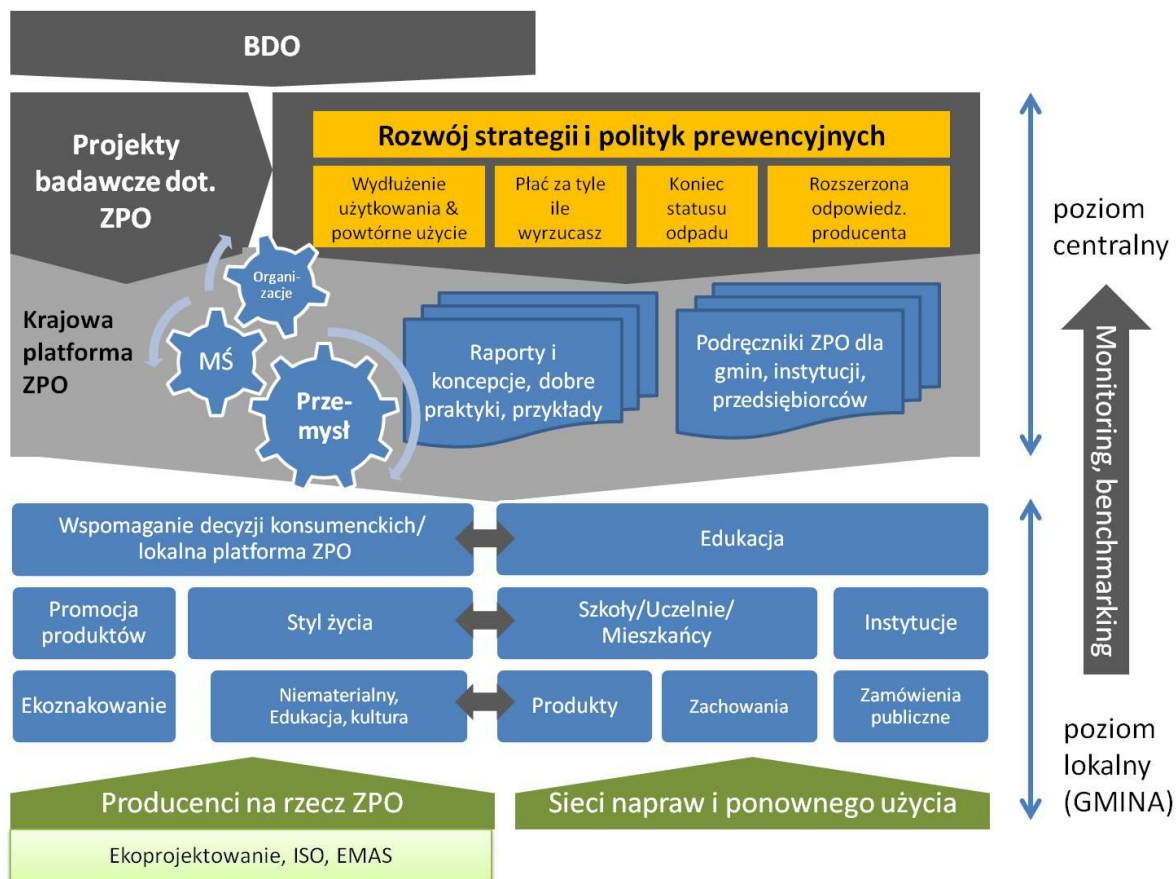 BDO
Projekty
badawcze dot.
ZPO
Rozwój strategii i polityk prewencyjnych
Wydłużenie
użytkowania &
powtórne użycie
Płać za tyle
ile
wyrzucasz
Koniec
statusu
odpadu
Rozszerzona
odpowiedz.
producenta
poziom
centralny
Krajowa
platforma
ZPO
Organi-
zacje
MŚ
Prze-
mysł
Raporty i
koncepcje, dobre
praktyki, przykłady
Podręczniki ZPO dla
gmin, instytucji,
przedsiębiorców
Monitoring, benchmarking
Wspomaganie decyzji konsumenckich/
lokalna platforma ZPO
Edukacja
Promocja
produktów
Styl życia
Szkoły/Uczelnie/
Mieszkańcy
Instytucje
Ekoznakowanie
Niematerialny,
Edukacja, kultura
Produkty
Zachowania
Zamówienia
publiczne
poziom
lokalny
(GMINA)
Producenci na rzecz ZPO
Sieci napraw i ponownego użycia
Ekoprojektowanie, ISO, EMAS